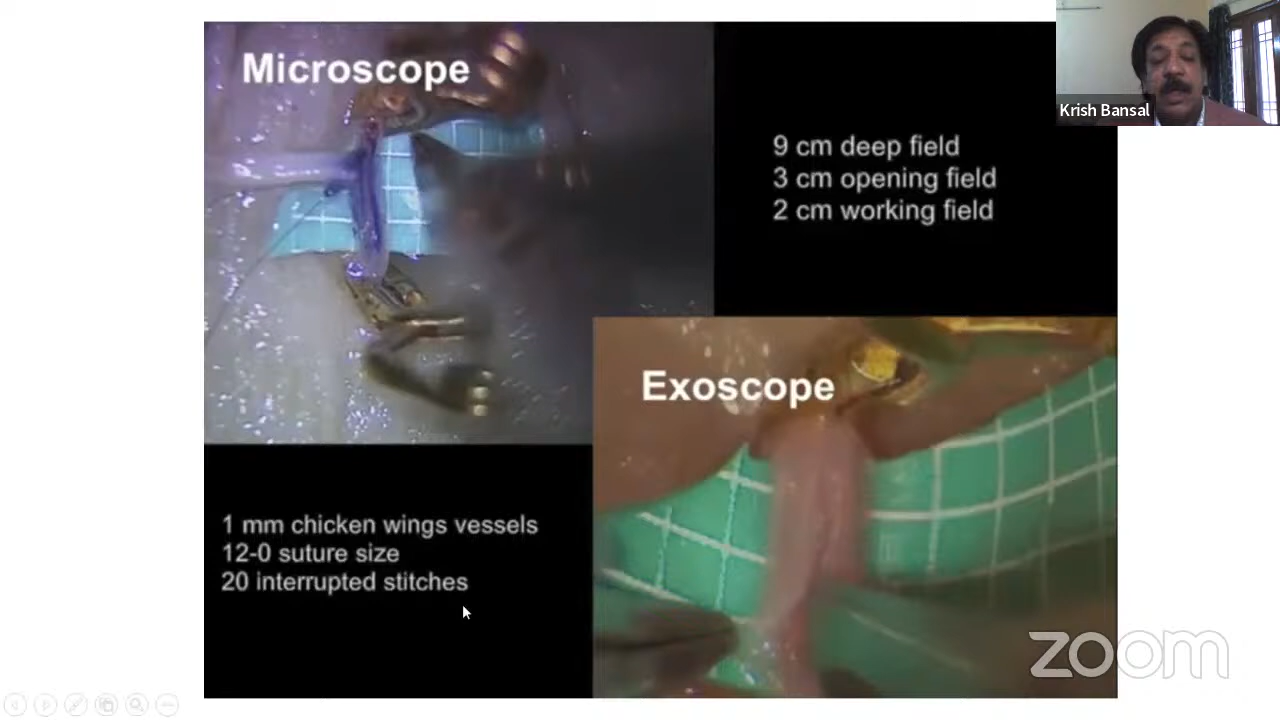 Microscope
9 cm deep field
3 cm opening field
2 cm working field
Krish Bansal
Exoscope
1 mm chicken wings vessels
12-0 suture size
20 interrupted stitches
zoom